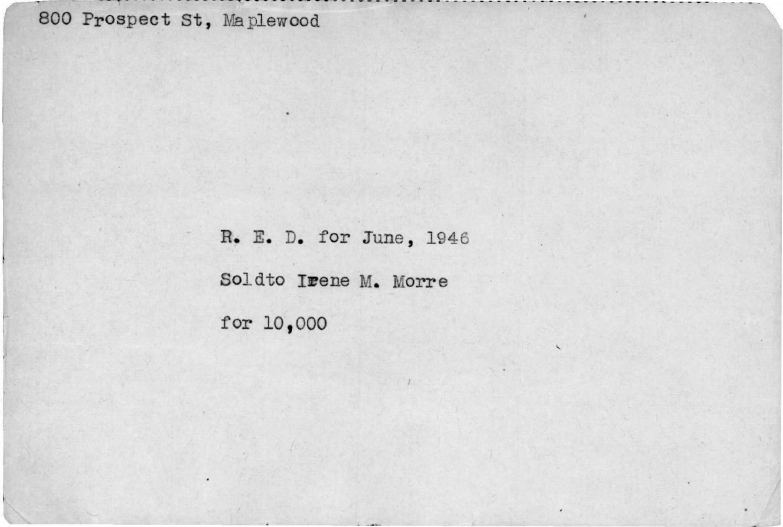 800 Prospect St, Maplewood
R. E. D. for June, 1946
Soldto Irene M. Morre
for 10,000